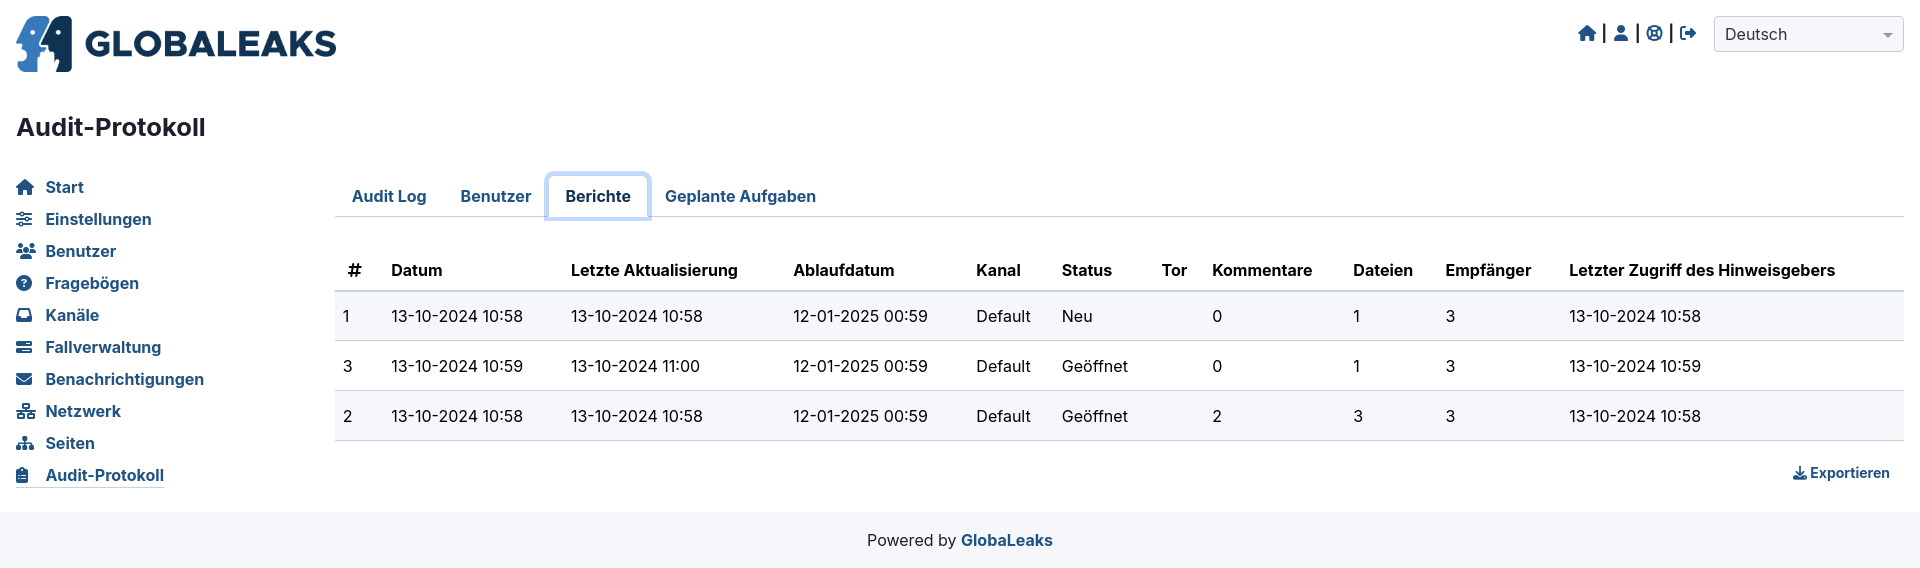 GLOBALEAKS
| | |
Deutsch
Audit-Protokoll
Start
Einstellungen
Benutzer
Fragebögen
Kanäle
Fallverwaltung
Benachrichtigungen
Netzwerk
Seiten
Audit-Protokoll
Audit Log Benutzer Berichte Geplante Aufgaben
# Datum Letzte Aktualisierung Ablaufdatum Kanal Status Tor Kommentare Dateien Empfänger Letzter Zugriff des Hinweisgebers
1 13-10-2024 10:58 13-10-2024 10:58 12-01-2025 00:59 Default Neu 0 1 3 13-10-2024 10:58
3 13-10-2024 10:59 13-10-2024 11:00 12-01-2025 00:59 Default Geöffnet 0 1 3 13-10-2024 10:59
2 13-10-2024 10:58 13-10-2024 10:58 12-01-2025 00:59 Default Geöffnet 2 3 3 13-10-2024 10:58
Exportieren
Powered by GlobaLeaks